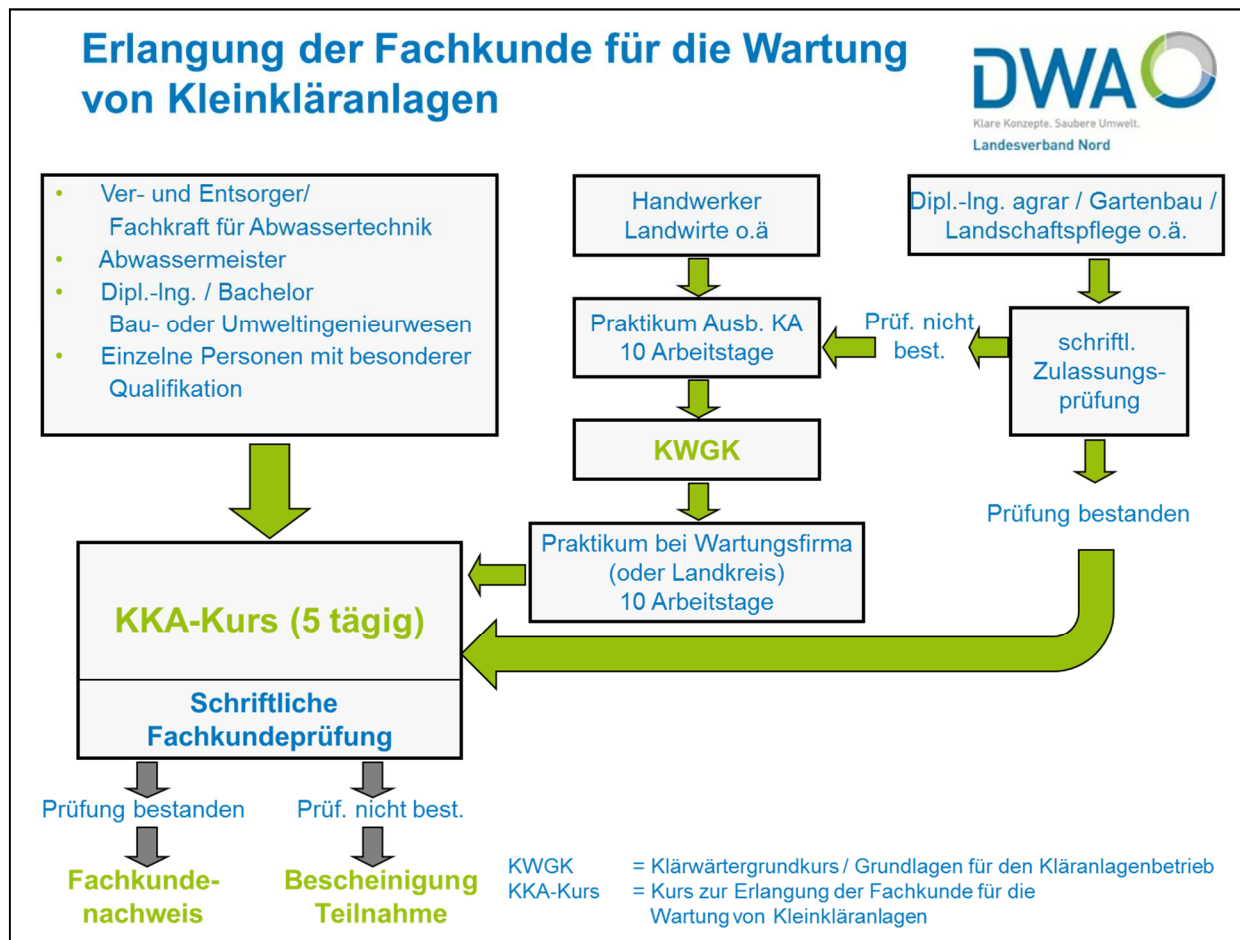 Erlangung der Fachkunde für die Wartung
von Kleinkläranlagen
DWA
Klare Konzepte. Saubere Umwelt.
Landesverband Nord
• Ver- und Entsorger/
Fachkraft für Abwassertechnik
• Abwassermeister
• Dipl.-Ing. / Bachelor
Bau- oder Umweltingenieurwesen
• Einzelne Personen mit besonderer
Qualifikation
Handwerker
Landwirte o.ä
Dipl.-Ing. agrar / Gartenbau /
Landschaftspflege o.ä.
Praktikum Ausb. KA
10 Arbeitstage
Prüf. nicht
best.
schriftl.
Zulassungs-
prüfung
KWGK
Prüfung bestanden
Praktikum bei Wartungsfirma
(oder Landkreis)
10 Arbeitstage
KKA-Kurs (5 tägig)
Schriftliche
Fachkundeprüfung
Prüfung bestanden
Prüf. nicht best.
Fachkunde-
nachweis
Bescheinigung
Teilnahme
KWGK = Klärwärtergrundkurs / Grundlagen für den Kläranlagenbetrieb
KKA-Kurs = Kurs zur Erlangung der Fachkunde für die
Wartung von Kleinkläranlagen